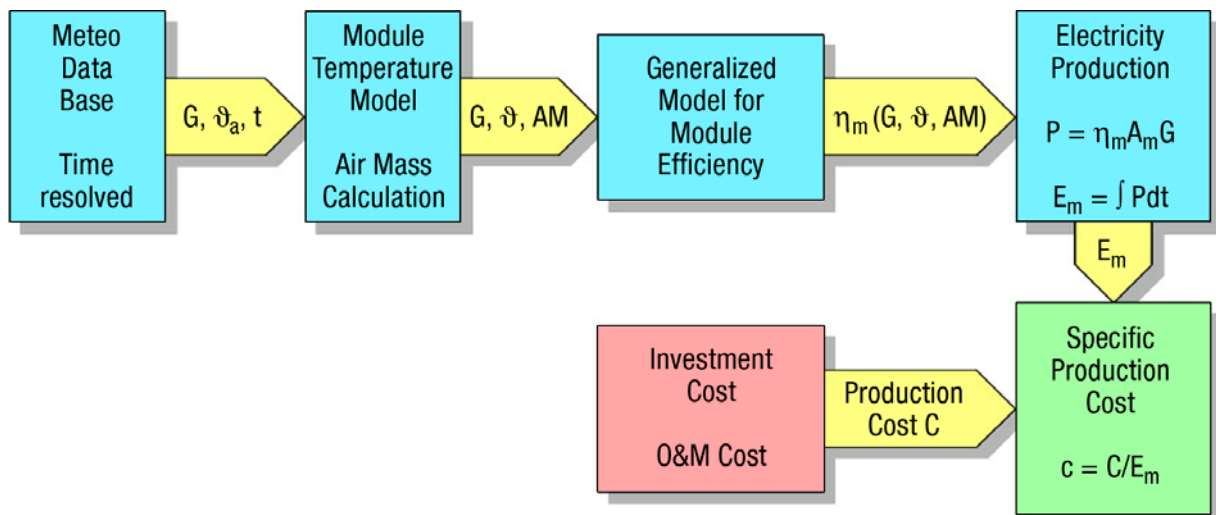 Meteo
Data
Base
Time
resolved
G, ϑₐ, t
Module
Temperature
Model
Air Mass
Calculation
G, ϑ, AM
Generalized
Model for
Module
Efficiency
ηₘ (G, ϑ, AM)
Electricity
Production
P = ηₘAₘG
Eₘ = ∫ Pdt
Eₘ
Investment
Cost
O&M Cost
Production
Cost C
Specific
Production
Cost
c = C/Eₘ